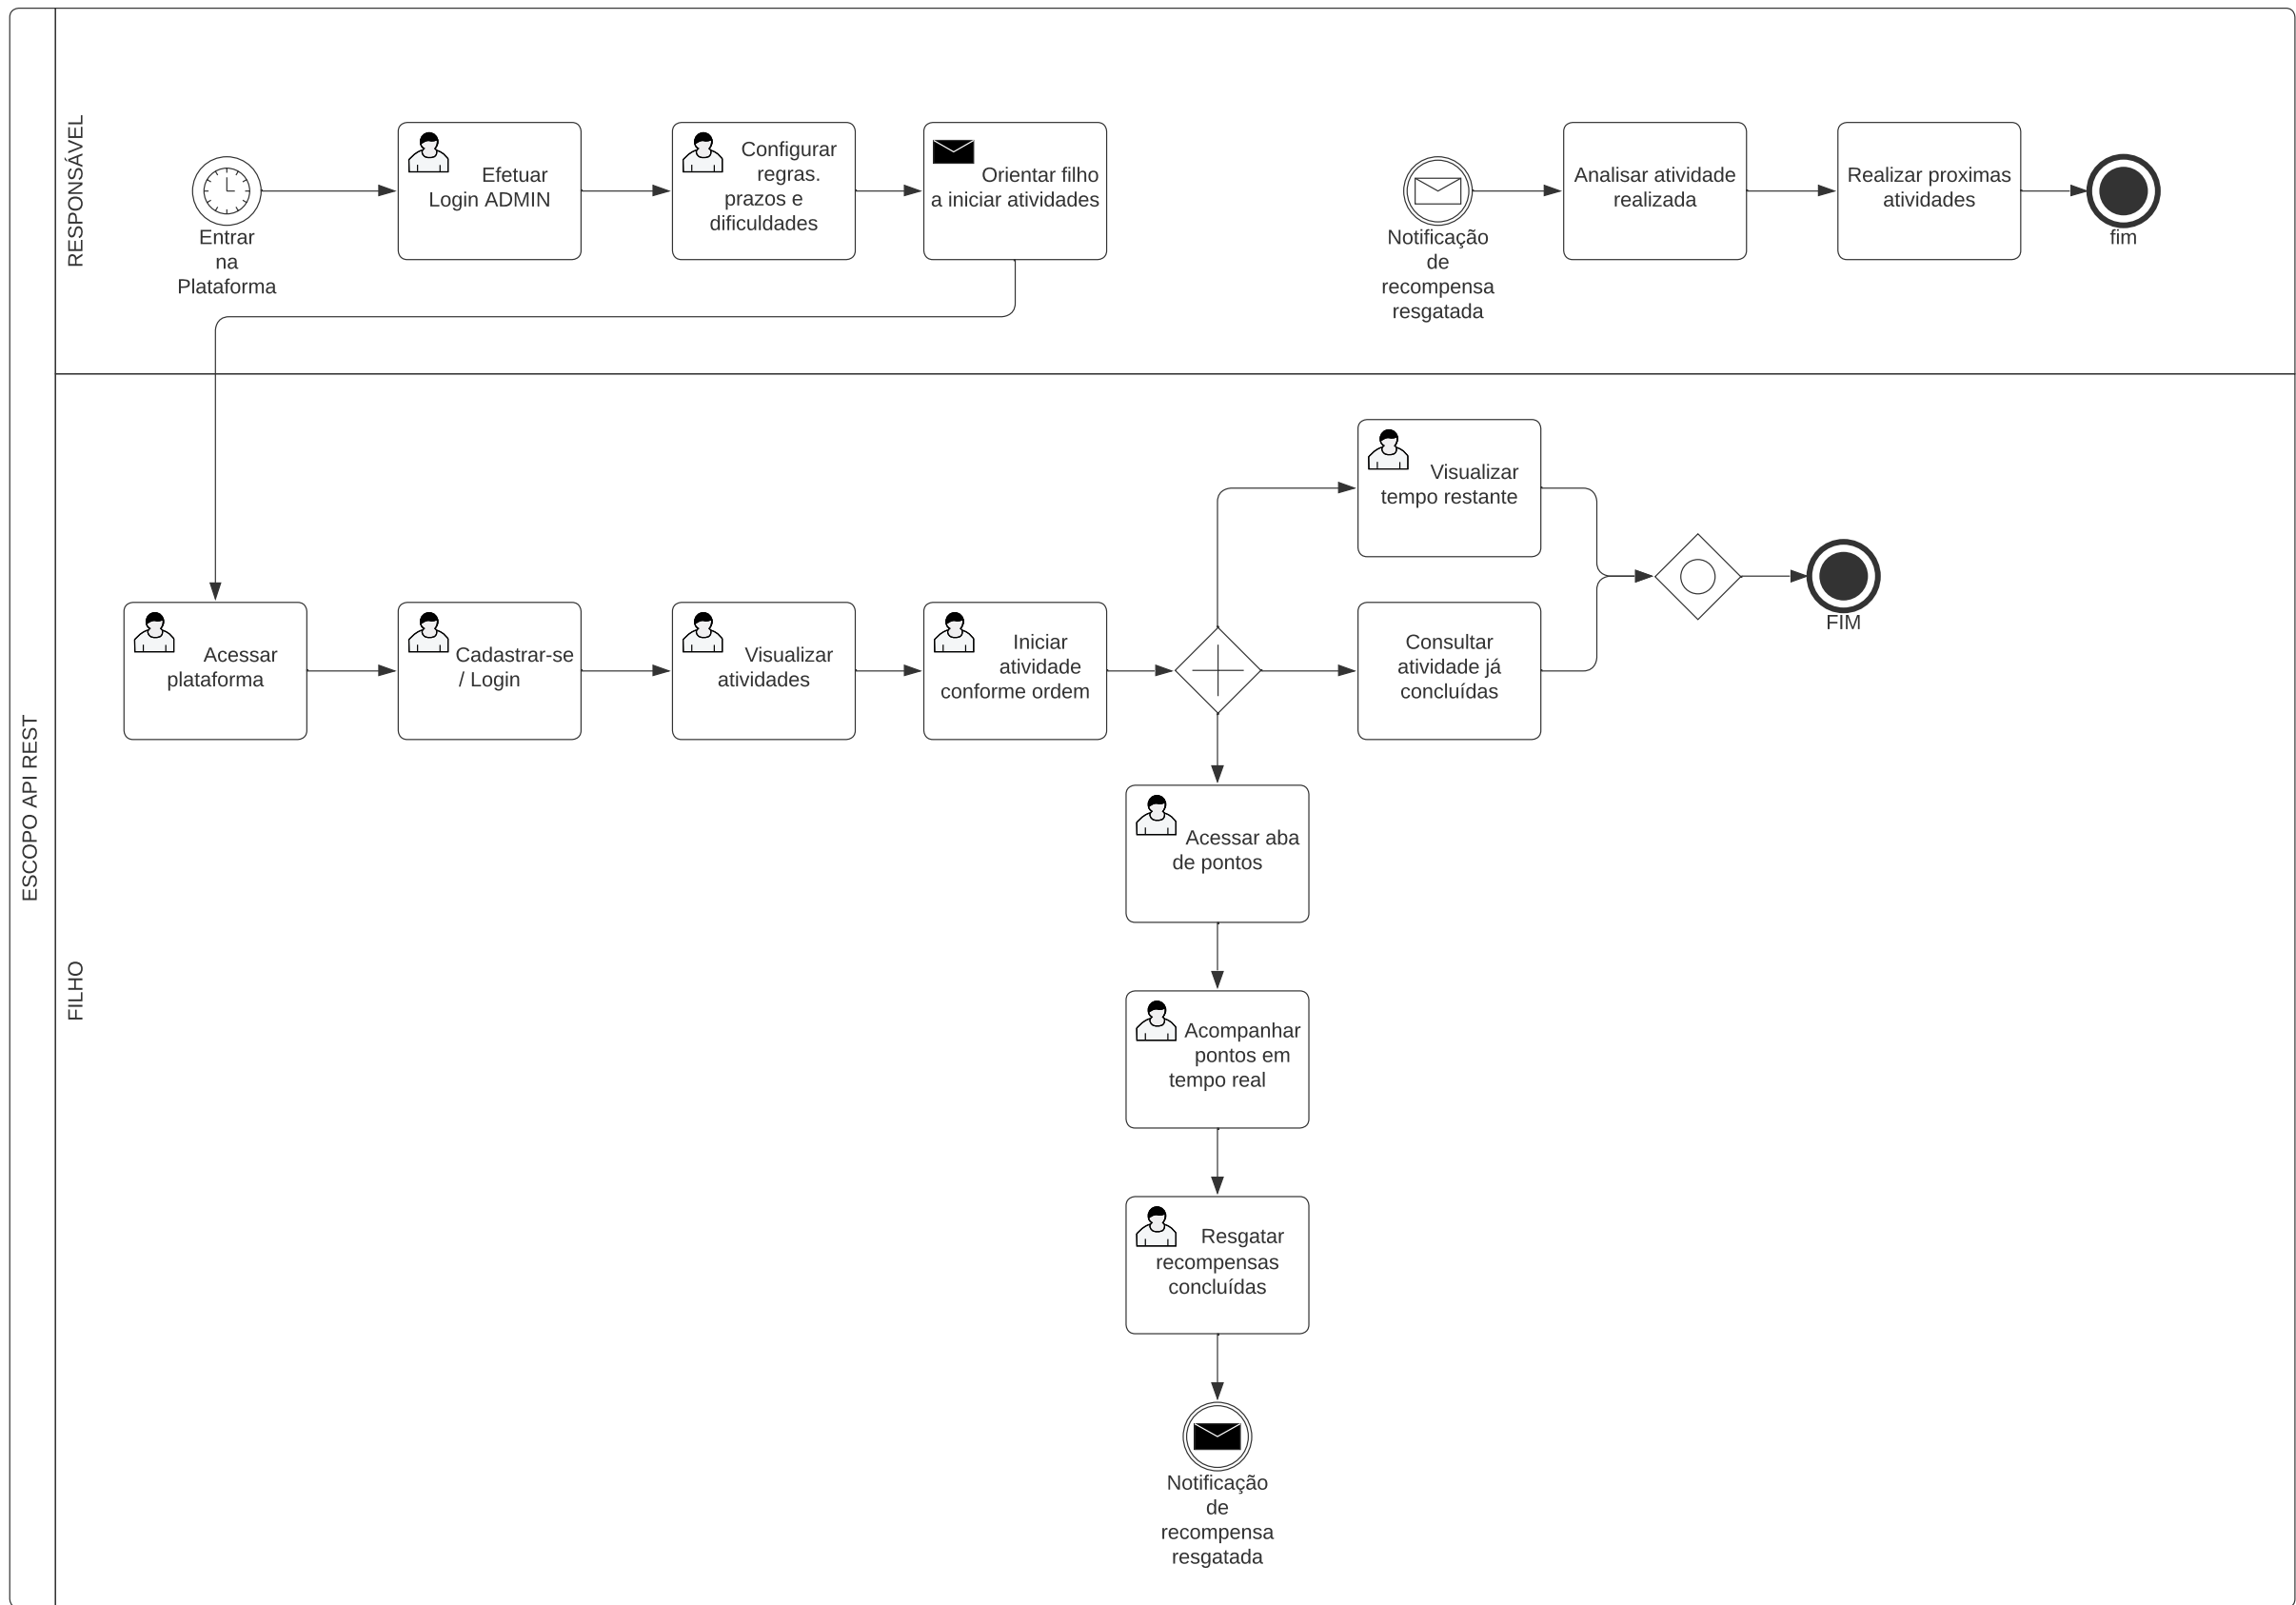 ESCOPO API REST
RESPONSÁVEL
Entrar
na
Plataforma
Efetuar
Login ADMIN
Configurar
regras.
prazos e
dificuldades
Orientar filho
a iniciar atividades
Notificação
de
recompensa
resgatada
Analisar atividade
realizada
Realizar proximas
atividades
fim
FILHO
Acessar
plataforma
Cadastrar-se
/ Login
Visualizar
atividades
Iniciar
atividade
conforme ordem
Visualizar
tempo restante
Consultar
atividade já
concluídas
FIM
Acessar aba
de pontos
Acompanhar
pontos em
tempo real
Resgatar
recompensas
concluídas
Notificação
de
recompensa
resgatada